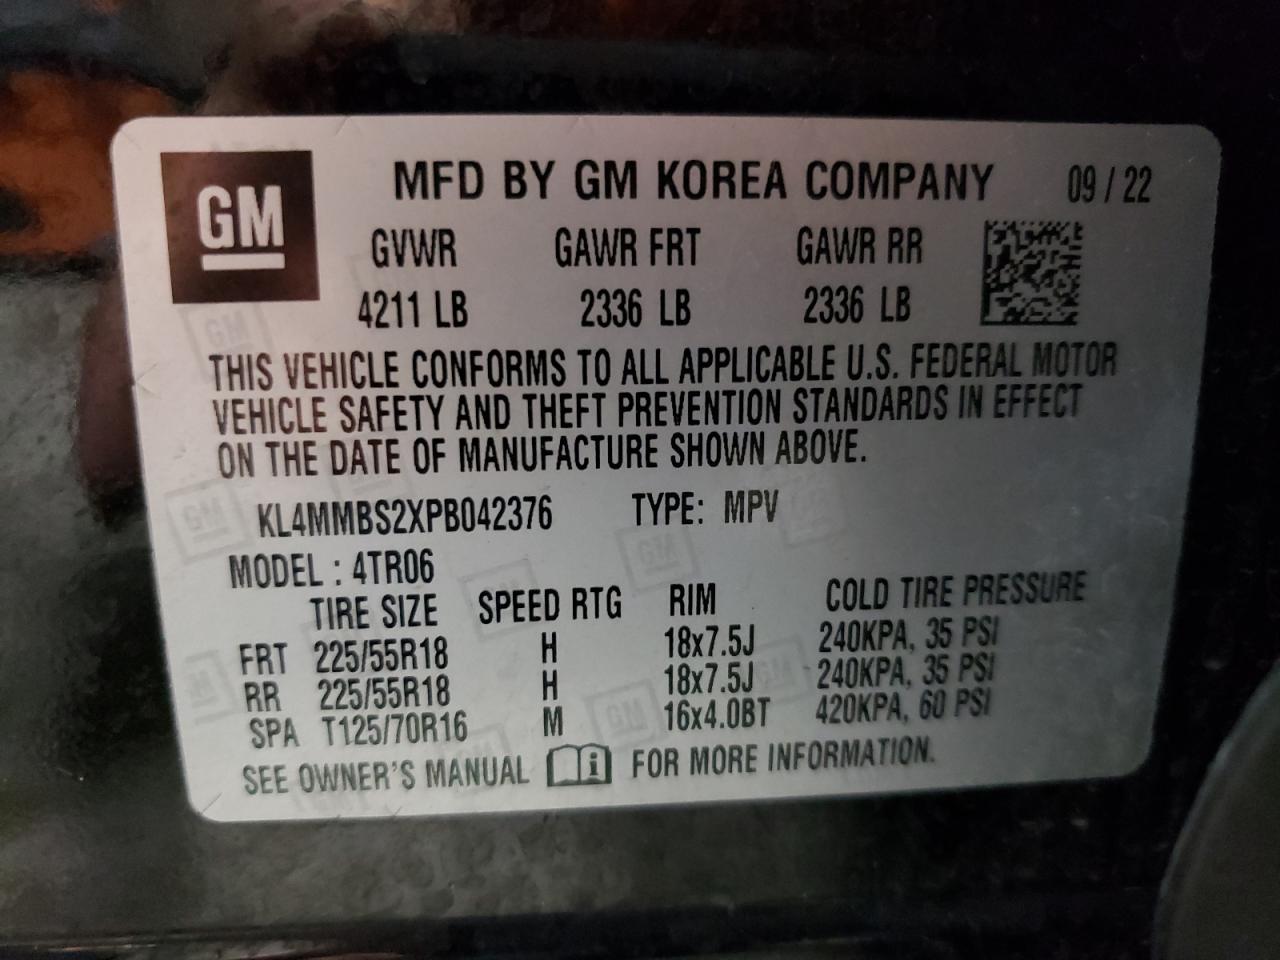 GM MFD BY GM KOREA COMPANY 09 / 22
GVWR GAWR FRT GAWR RR
4211 LB 2336 LB 2336 LB
THIS VEHICLE CONFORMS TO ALL APPLICABLE U.S. FEDERAL MOTOR
VEHICLE SAFETY AND THEFT PREVENTION STANDARDS IN EFFECT
ON THE DATE OF MANUFACTURE SHOWN ABOVE.
KL4MMBS2XPB042376 TYPE: MPV
MODEL : 4TR06
TIRE SIZE SPEED RTG RIM COLD TIRE PRESSURE
FRT 225/55R18 H 18x7.5J 240KPA, 35 PSI
RR 225/55R18 H 18x7.5J 240KPA, 35 PSI
SPA T125/70R16 M 16x4.0BT 420KPA, 60 PSI
SEE OWNER'S MANUAL i FOR MORE INFORMATION.